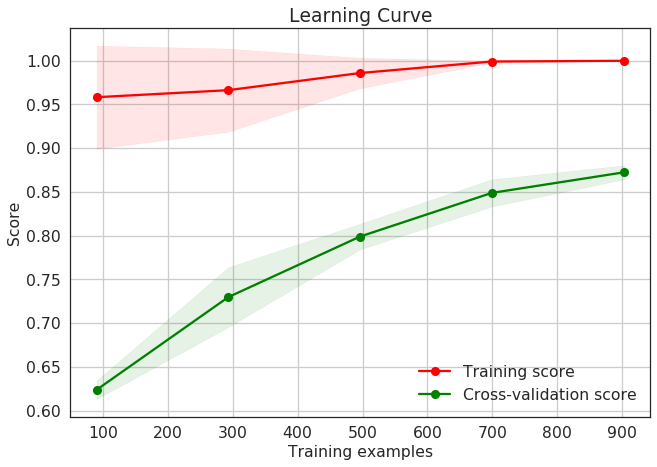 Learning Curve
1.00
0.95
0.90
0.85
0.80
0.75
0.70
0.65
0.60
Score
Training score
Cross-validation score
100 200 300 400 500 600 700 800 900
Training examples